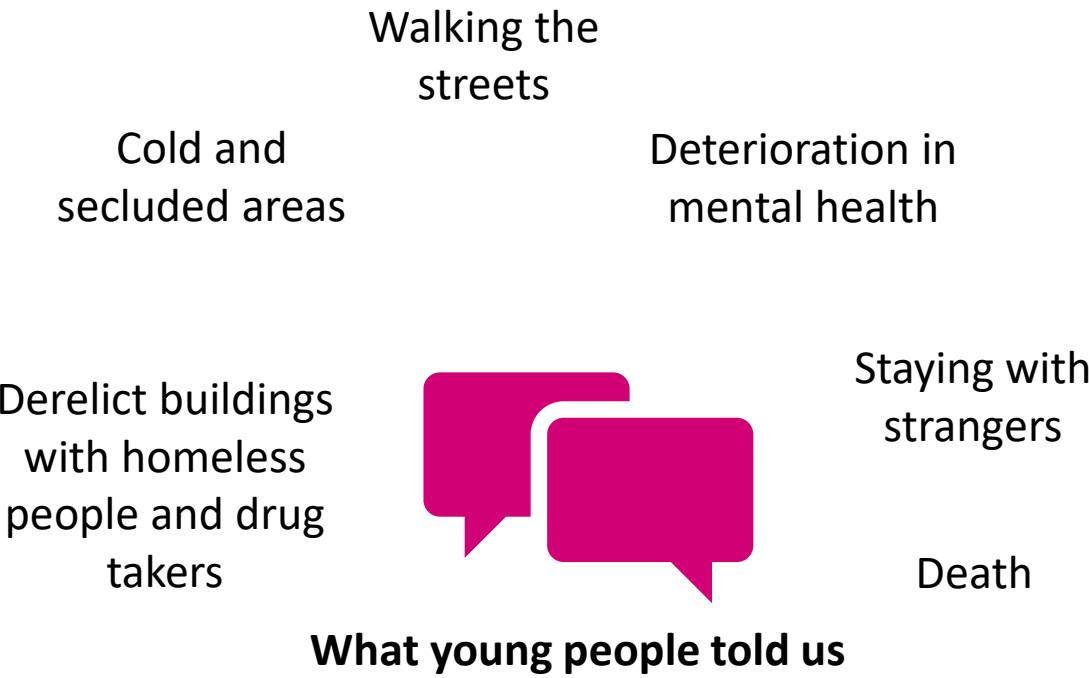 Walking the
streets
Cold and
secluded areas
Deterioration in
mental health
Derelict buildings
with homeless
people and drug
takers
Staying with
strangers
Death
What young people told us